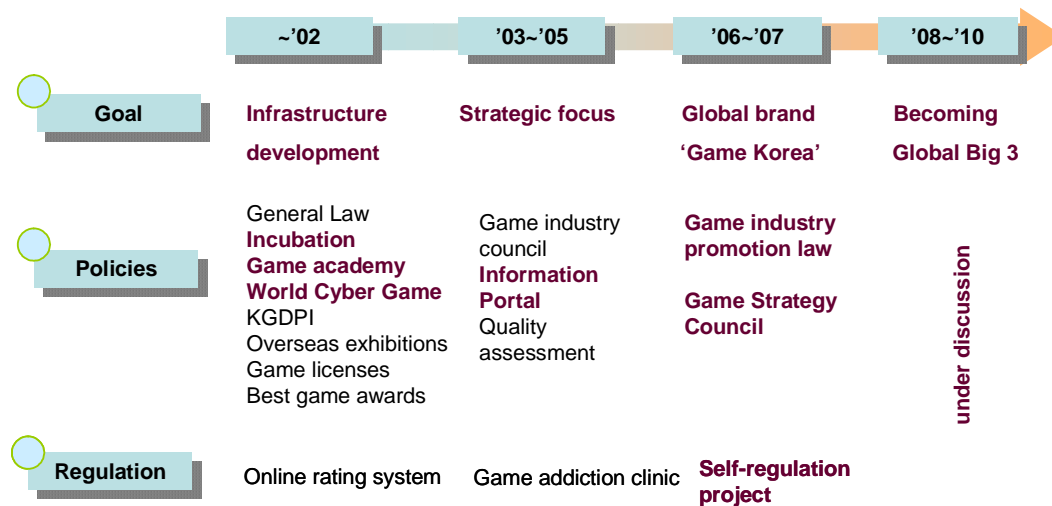 ~’02
’03~’05
’06~’07
’08~’10
Goal
Infrastructure
development
Strategic focus
Global brand
‘Game Korea’
Becoming
Global Big 3
Policies
General Law
Incubation
Game academy
World Cyber Game
KGDPI
Overseas exhibitions
Game licenses
Best game awards
Game industry
council
Information
Portal
Quality
assessment
Game industry
promotion law
Game Strategy
Council
under discussion
Regulation
Online rating system
Game addiction clinic
Self-regulation
project